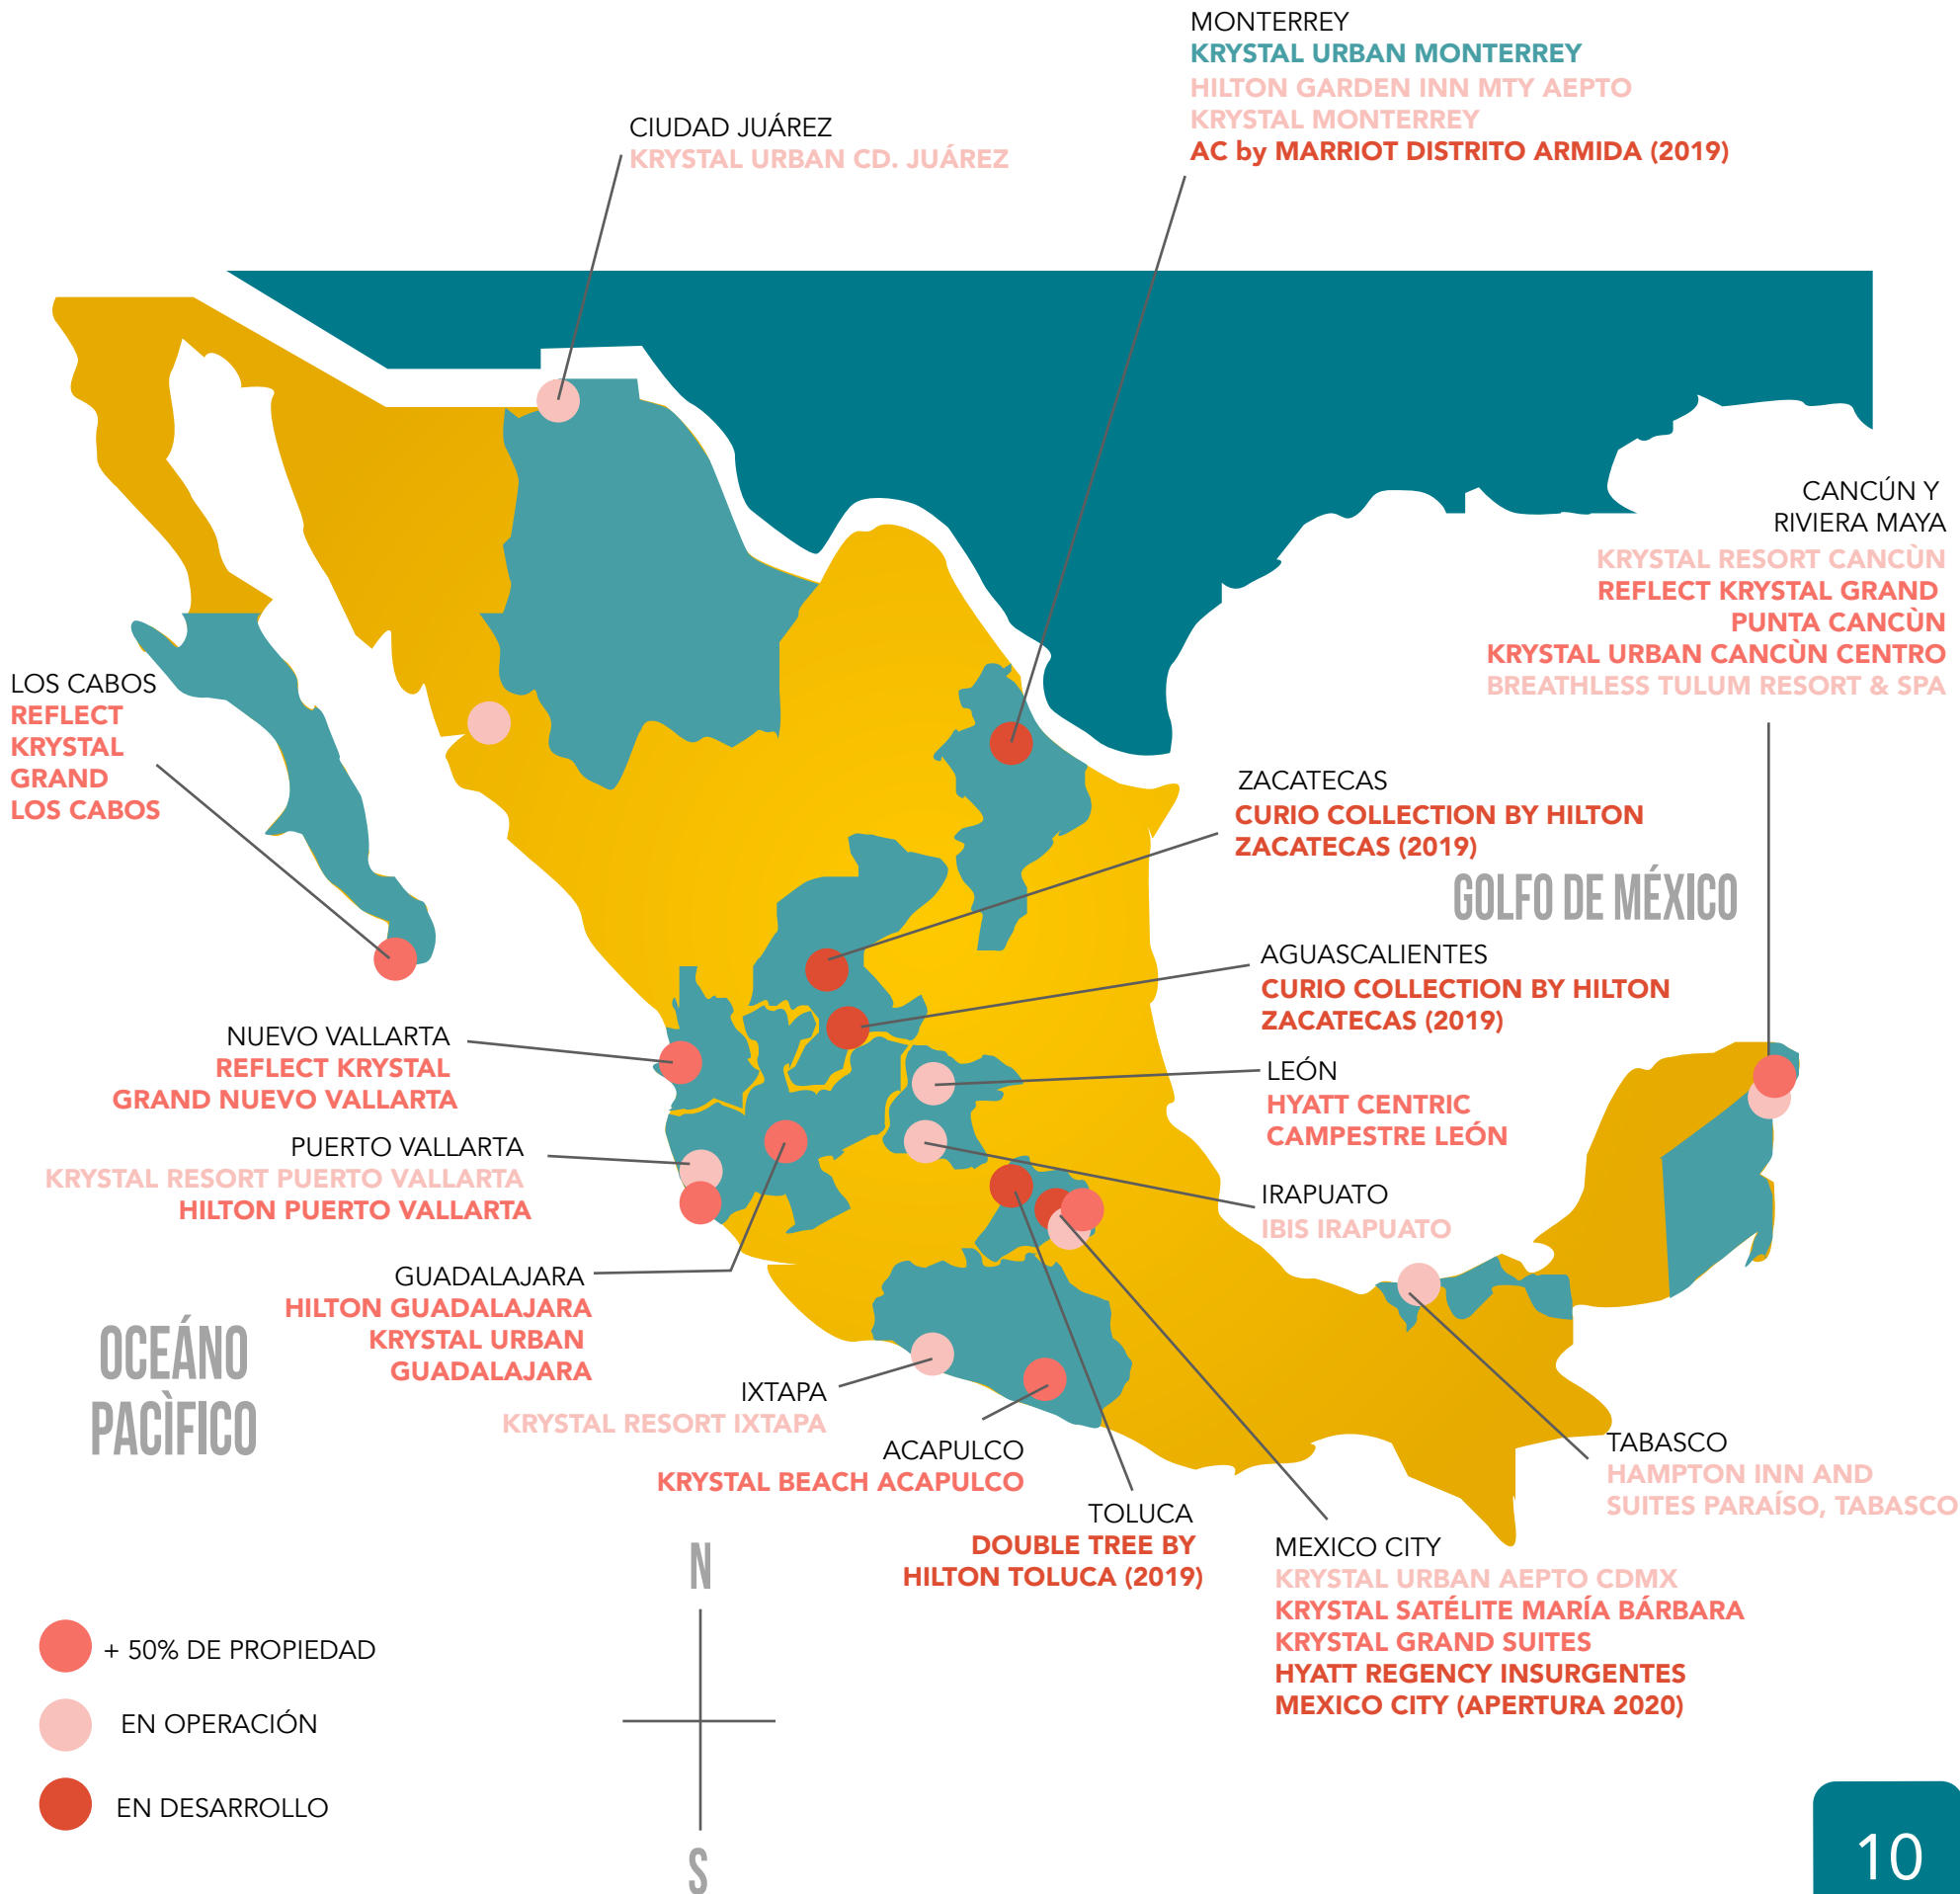 MONTERREY
KRYSTAL URBAN MONTERREY
HILTON GARDEN INN MTY AEPTO
KRYSTAL MONTERREY
AC by MARRIOT DISTRITO ARMIDA (2019)
CIUDAD JUÁREZ
KRYSTAL URBAN CD. JUÁREZ
CANCÚN Y
RIVIERA MAYA
KRYSTAL RESORT CANCÙN
REFLECT KRYSTAL GRAND
PUNTA CANCÙN
KRYSTAL URBAN CANCÙN CENTRO
BREATHLESS TULUM RESORT & SPA
LOS CABOS
REFLECT
KRYSTAL
GRAND
LOS CABOS
ZACATECAS
CURIO COLLECTION BY HILTON
ZACATECAS (2019)
GOLFO DE MÉXICO
AGUASCALIENTES
CURIO COLLECTION BY HILTON
ZACATECAS (2019)
NUEVO VALLARTA
REFLECT KRYSTAL
GRAND NUEVO VALLARTA
LEÓN
HYATT CENTRIC
CAMPESTRE LEÓN
PUERTO VALLARTA
KRYSTAL RESORT PUERTO VALLARTA
HILTON PUERTO VALLARTA
IRAPUATO
IBIS IRAPUATO
GUADALAJARA
HILTON GUADALAJARA
KRYSTAL URBAN
GUADALAJARA
OCEÁNO
PACÌFICO
IXTAPA
KRYSTAL RESORT IXTAPA
ACAPULCO
KRYSTAL BEACH ACAPULCO
TABASCO
HAMPTON INN AND
SUITES PARAÍSO, TABASCO
TOLUCA
DOUBLE TREE BY
HILTON TOLUCA (2019)
MEXICO CITY
KRYSTAL URBAN AEPTO CDMX
KRYSTAL SATÉLITE MARÍA BÁRBARA
KRYSTAL GRAND SUITES
HYATT REGENCY INSURGENTES
MEXICO CITY (APERTURA 2020)
N
S
+ 50% DE PROPIEDAD
EN OPERACIÓN
EN DESARROLLO
10